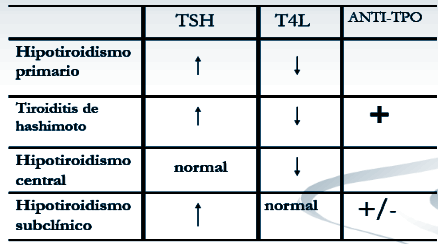 TSH T4L ANTI-TPO
Hipotiroidismo
primario ↑ ↓
Tiroiditis de
hashimoto ↑ ↓ +
Hipotiroidismo
central normal ↓
Hipotiroidismo
subclínico ↑ normal +/-